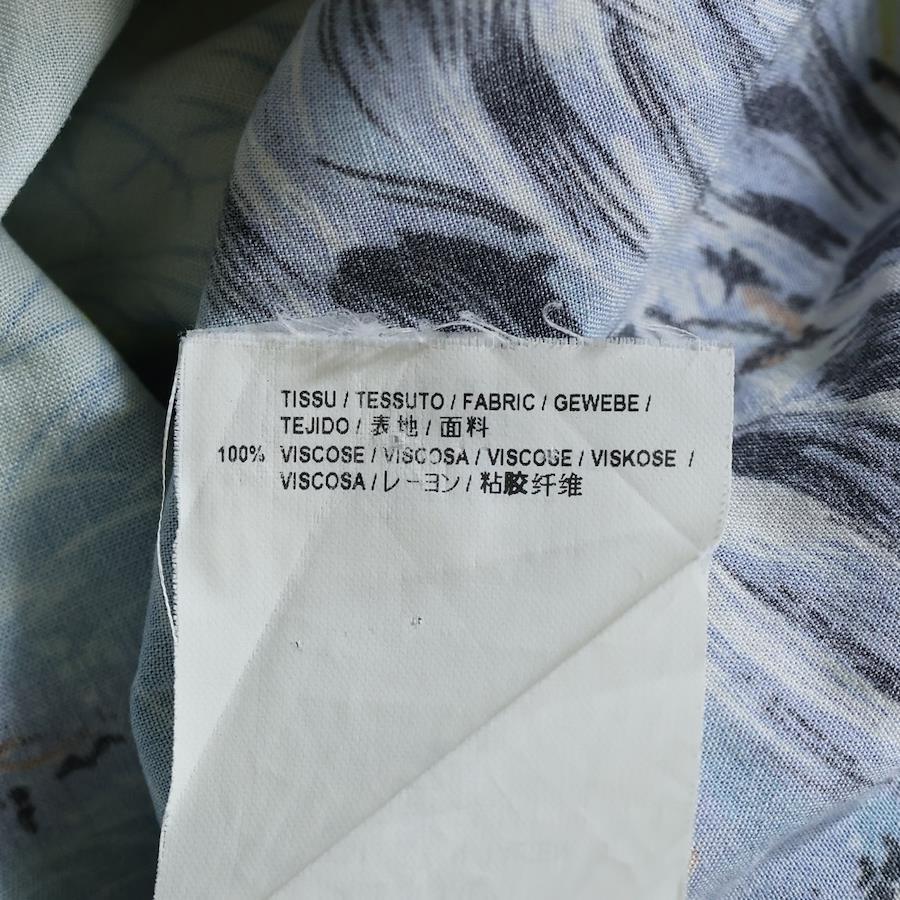 TISSU / TESSUTO / FABRIC / GEWEBE /
TEJIDO / 表地 / 面料
100% VISCOSE / VISCOSA / VISCOSE / VISKOSE /
VISCOSA / レーヨン / 粘胶纤维